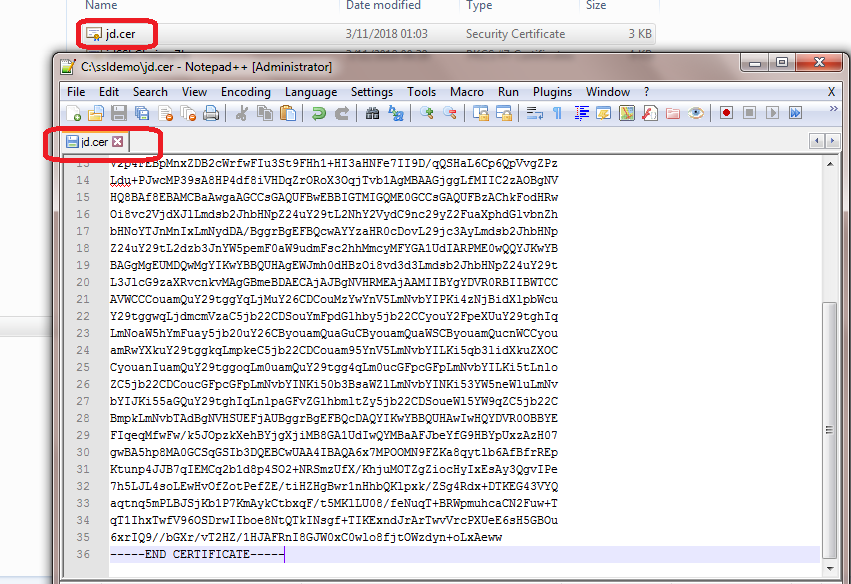 Name Date modified Type Size
jd.cer 3/11/2018 01:03 Security Certificate 3 KB
C:\ssldemo\jd.cer - Notepad++ [Administrator]
File Edit Search View Encoding Language Settings Tools Macro Run Plugins Window ? X
jd.cer
13 V2p4FEBpMnxZDB2cWrfwFIu3St9FHh1+HI3aHNFe7II9D/qQSHaL6Cp6QpVvgZPz
14 Ldu+PJwcMP39sA8HP4df8iVHDqZrORoX3OqjTvb1AgMBAAGjggLfMIIC2zAOBgNV
15 HQ8BAf8EBAMCBaAwgaAGCCsGAQUFBwEBBIGTMIGQME0GCCsGAQUFBzAChkFodHRw
16 Oi8vc2VjdXJlLmdsb2JhbHNpZ24uY29tL2NhY2VydC9nc29yZ2FuaXphdGlvbnZh
17 bHNoYTJnMnIxLmNydDA/BggrBgEFBQcwAYYzaHR0cDovL29jc3AyLmdsb2JhbHNp
18 Z24uY29tL2dzb3JnYW5pemF0aW9udmFsc2hhMmcyMFYGA1UdIARPME0wQQYJKwYB
19 BAGgMgEUMDQwMgYIKwYBBQUHAgEWJmh0dHBzOi8vd3d3Lmdsb2JhbHNpZ24uY29t
20 L3JlcG9zaXRvcnkvMAgGBmeBDAECAjAJBgNVHRMEAjAAMIIBYgYDVR0RBIIBWTCC
21 AVWCCCouamQuY29tggYqLjMuY26CDCouMzYwYnV5LmNvbYIPKi4zNjBidXlpbWcu
22 Y29tggwqLjdmcmVzaC5jb22CDSouYmFpdGlhby5jb22CCyouY2FpeXUuY29tghIq
23 LmNoaW5hYmFuay5jb20uY26CByouamQuaGuCByouamQuaWSCByouamQucnWCCyou
24 amRwYXkuY29tggkqLmpkeC5jb22CDCouam95YnV5LmNvbYILKi5qb3lidXkuZXOC
25 CyouanIuamQuY29tggoqLm0uamQuY29tgg4qLm0ucGFpcGFpLmNvbYILKi5tLnlo
26 ZC5jb22CDCoucGFpcGFpLmNvbYINKi50b3BsaWZlLmNvbYINKi53YW5neWluLmNv
27 bYIJKi55aGQuY29tghIqLnlpaGFvZGlhbmltZy5jb22CDSoueWl5YW9qZC5jb22C
28 BmpkLmNvbTAdBgNVHSUEFjAUBggrBgEFBQcDAQYIKwYBBQUHAwIwHQYDVR0OBBYE
29 FIqeqMfwFw/k5JOpzkXehBYjgXjiMB8GA1UdIwQYMBaAFJbeYfG9HBYpUxzAzH07
30 gwBA5hp8MA0GCSqGSIb3DQEBCwUAA4IBAQA6x7MPOOMN9FZKa8qytlb6AfBfrREp
31 Ktunp4JJB7qIEMCq2b1d8p4SO2+NRSmzUfX/KhjuMOTZgZiocHyIxEsAy3QgvIPe
32 7h5LJL4soLEwHvOfZotPefZE/tiHZHgBwr1nHhbQKlpxk/ZSg4Rdx+DTKEG43VYQ
33 aqtnq5mPLBJSjKb1P7KmAykCtbxqF/t5MKlLU08/feNuqT+BRWpmuhcaCN2Fuw+T
34 qT1IhxTwfV96OSDrwIIboe8NtQTkINsgf+TIKExndJrArTwvVrcPXUeE6sH5GBOu
35 6xrIQ9//bGXr/vT2HZ/1HJAFRnI8GJW0xC0wlo8fjtOWzdyn+oLxAeww
36 -----END CERTIFICATE-----